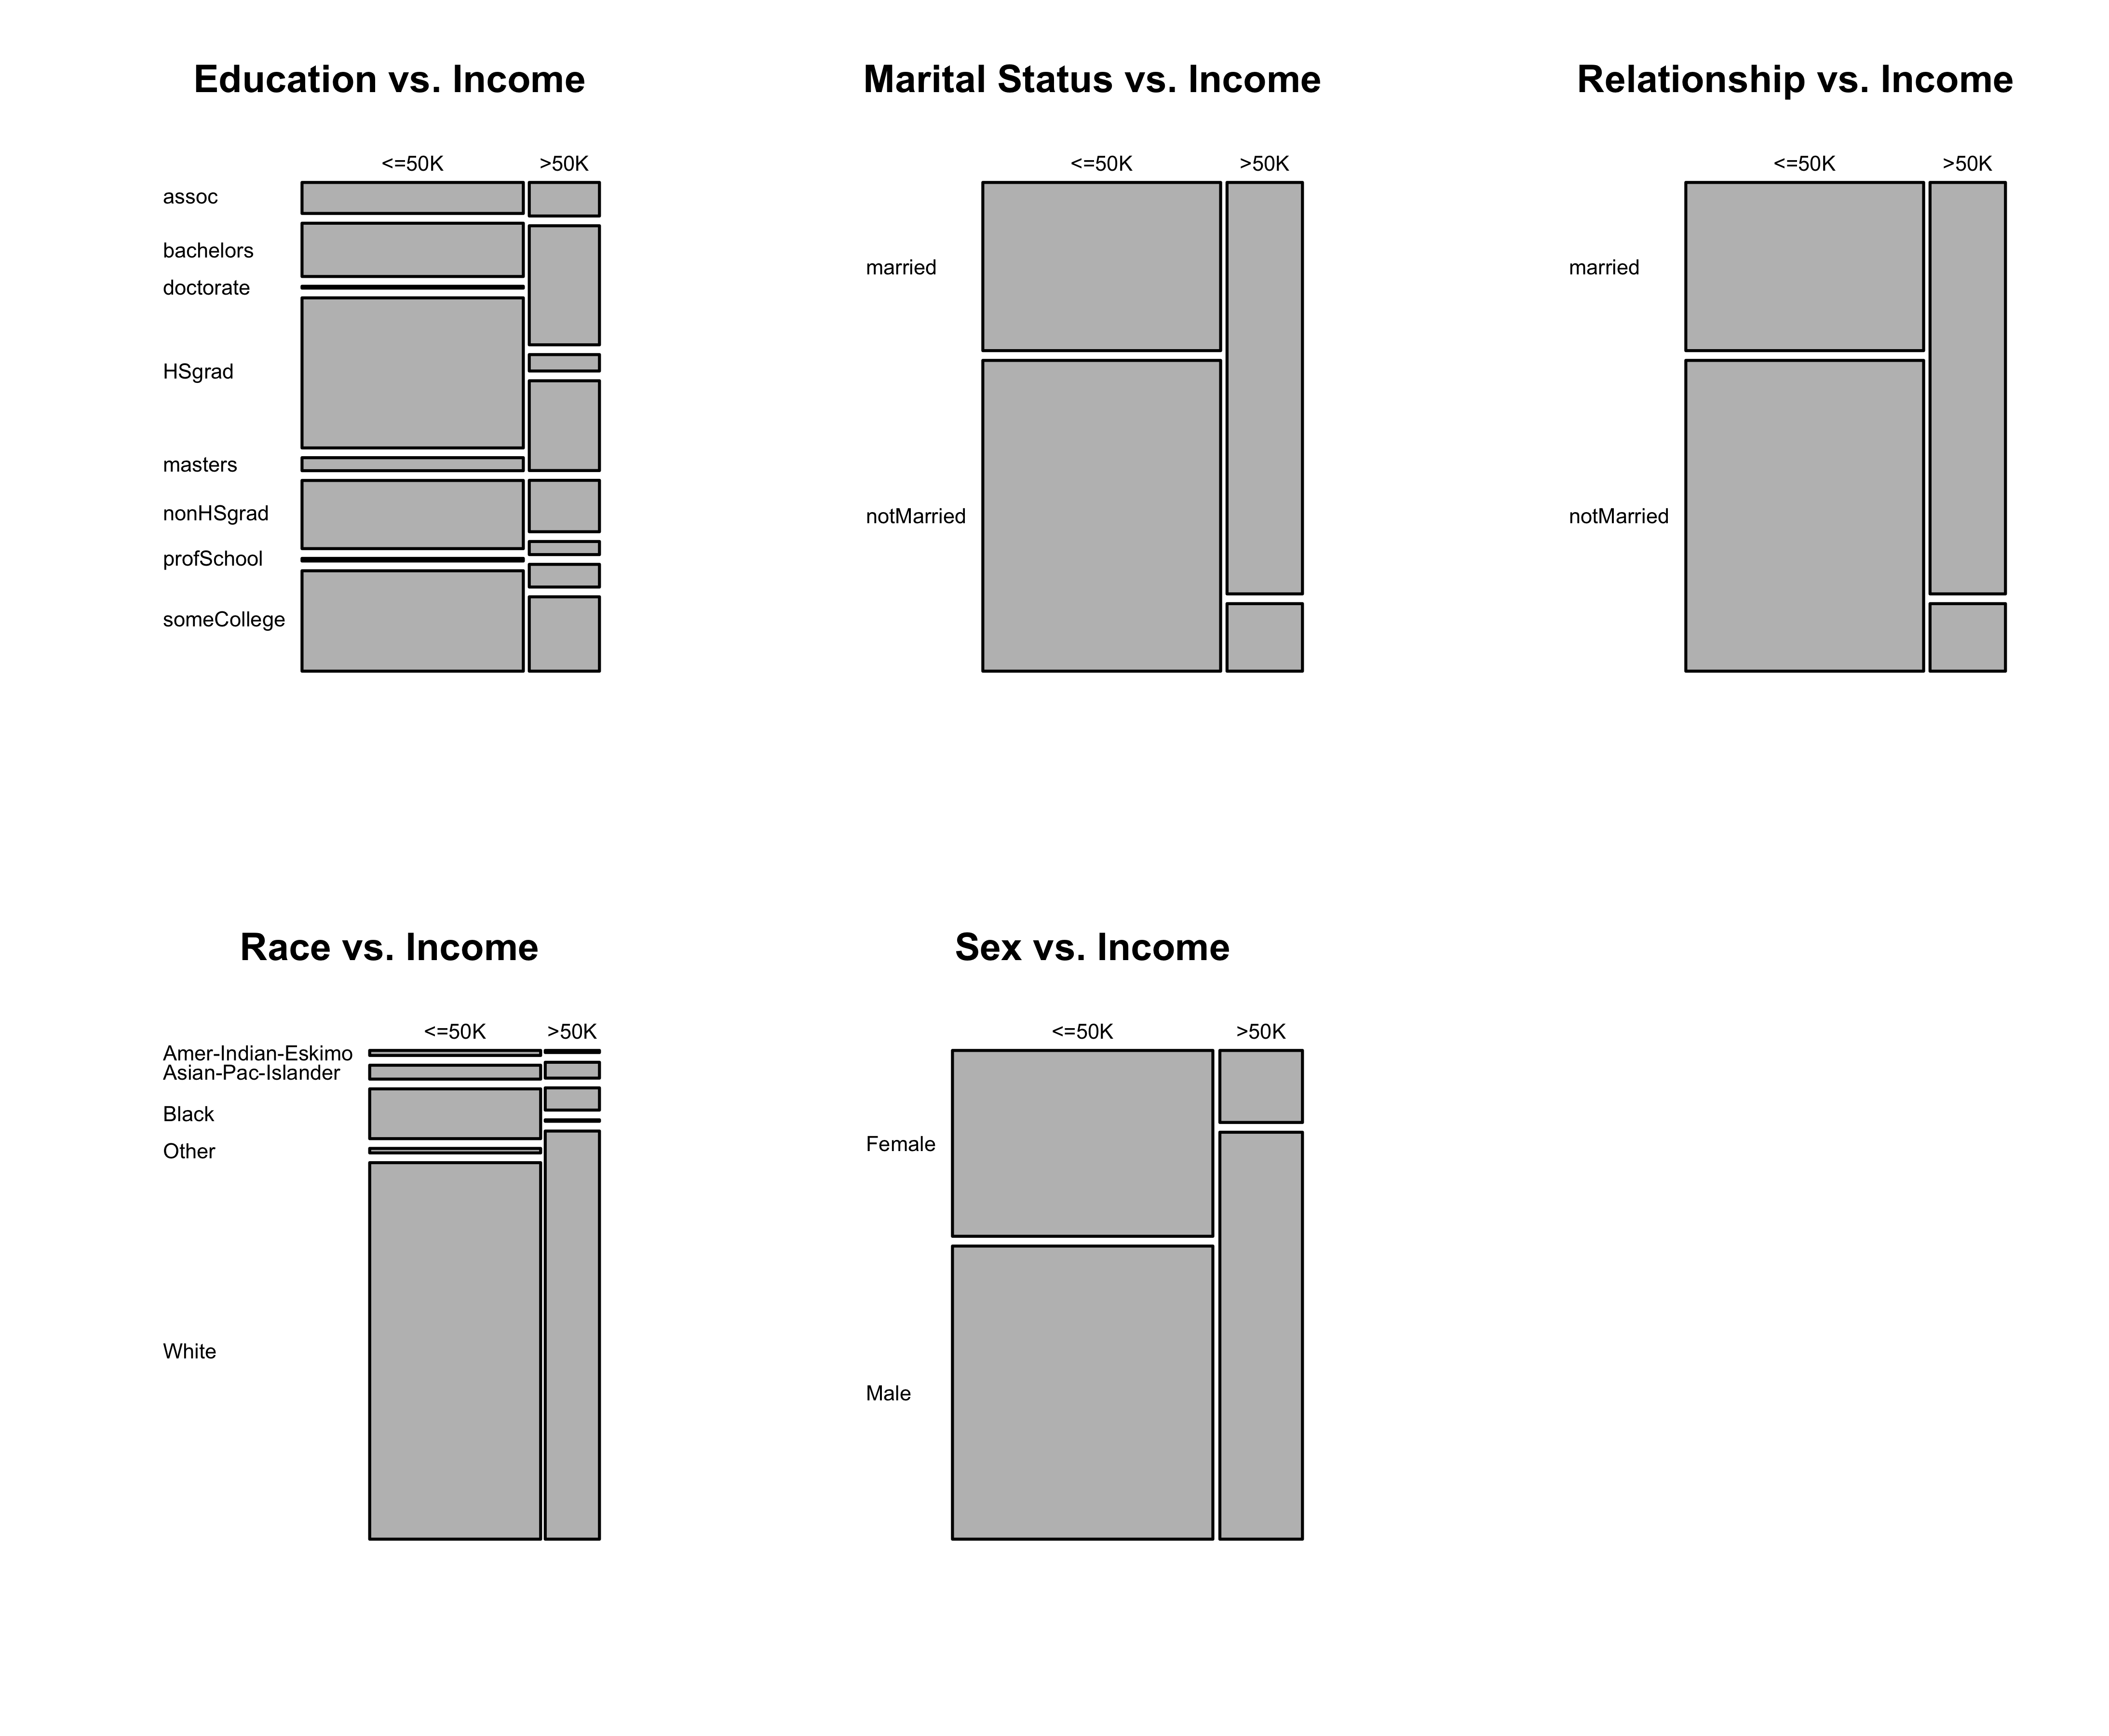 Education vs. Income
<=50K >50K
assoc
bachelors
doctorate
HSgrad
masters
nonHSgrad
profSchool
someCollege
Marital Status vs. Income
<=50K >50K
married
notMarried
Relationship vs. Income
<=50K >50K
married
notMarried
Race vs. Income
<=50K >50K
Amer-Indian-Eskimo
Asian-Pac-Islander
Black
Other
White
Sex vs. Income
<=50K >50K
Female
Male